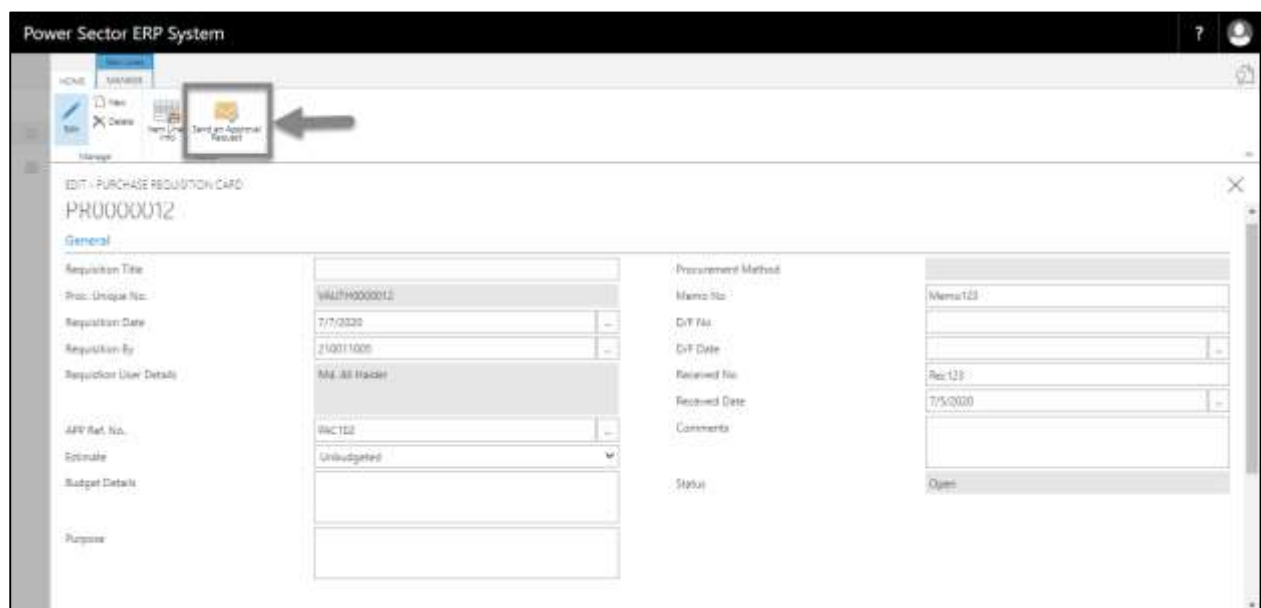 Power Sector ERP System ?
HOME MANAGE
Edit
New
Delete
Item Line Info
Send an Approval Request
Manage
EDIT - PURCHASE REQUISITION CARD
PR0000012
General
Requisition Title
Proc. Unique No. VAUTH0000012
Requisition Date 7/7/2020 ...
Requisition By 210011005 ...
Requisition User Details Md. Ali Haider
APP Ref. No. PAC102 ...
Estimate Unbudgeted
Budget Details
Purpose
Procurement Method
Memo No Memo123
D/F No
D/F Date ...
Received No Rec123
Received Date 7/5/2020 ...
Comments
Status Open